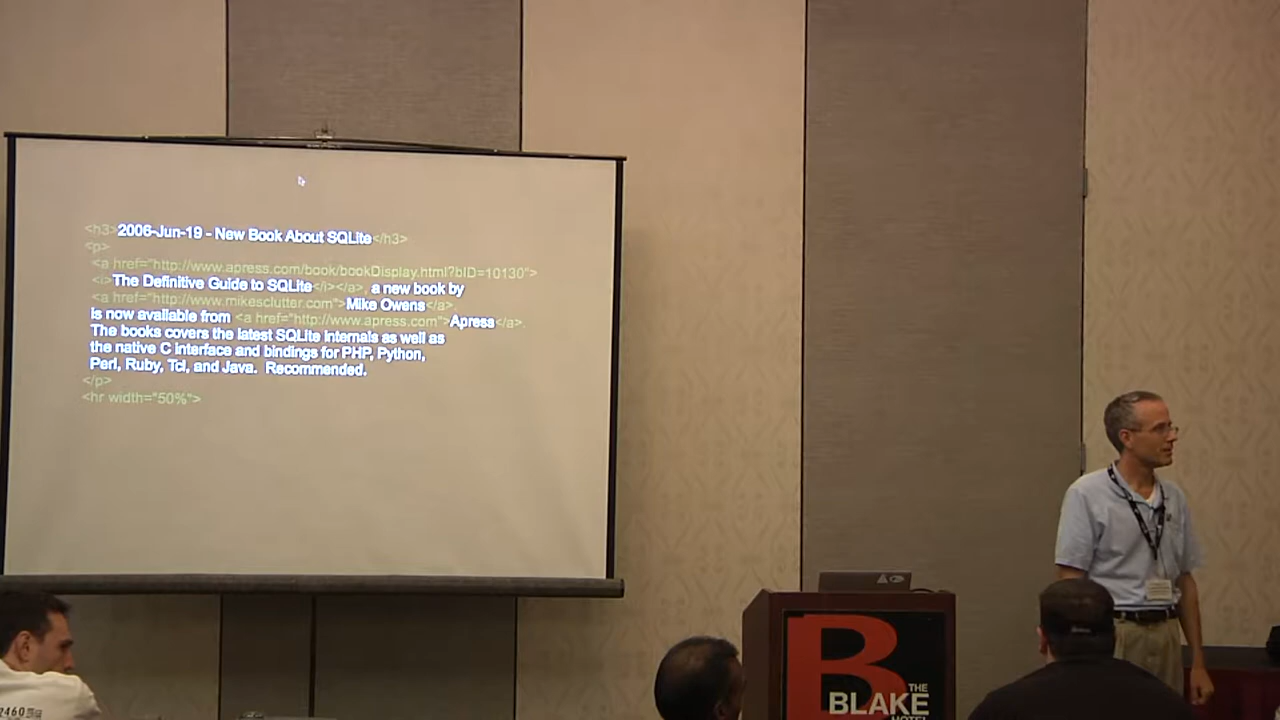 <h3>2006-Jun-19 - New Book About SQLite</h3>
<p>
<a href="http://www.apress.com/book/bookDisplay.html?bID=10130">
<i>The Definitive Guide to SQLite</i></a>, a new book by
<a href="http://www.mikesclutter.com">Mike Owens</a>,
is now available from <a href="http://www.apress.com">Apress</a>.
The books covers the latest SQLite internals as well as
the native C interface and bindings for PHP, Python,
Perl, Ruby, Tcl, and Java.  Recommended.
</p>
<hr width="50%">
B
THE
BLAKE
HOTEL
2460